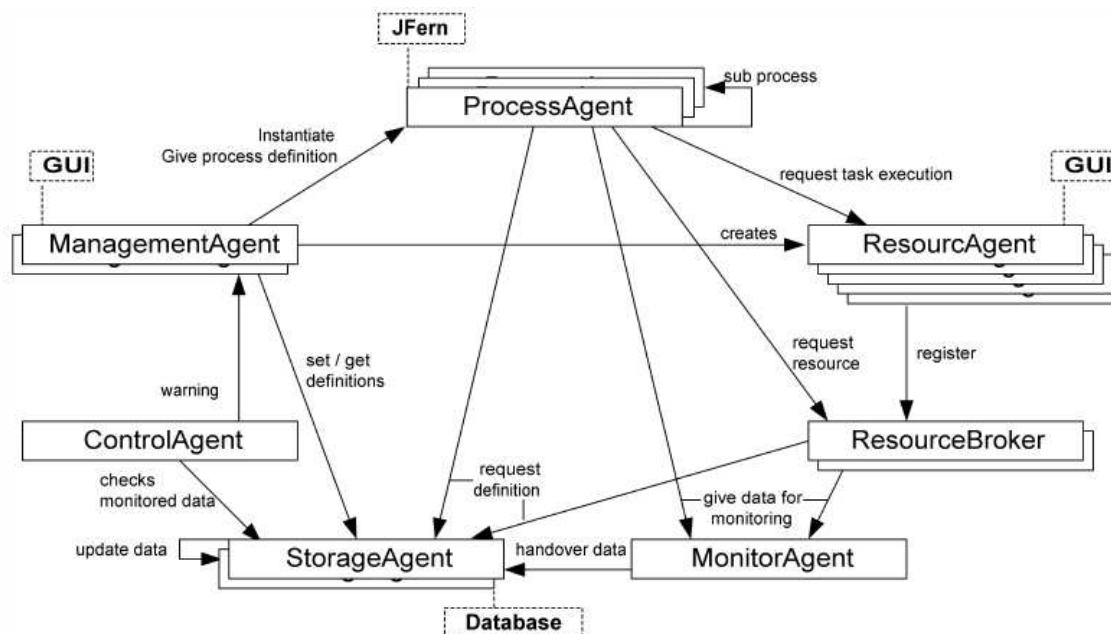 JFern
sub process
ProcessAgent
Instantiate
Give process definition
GUI
GUI
request task execution
ManagementAgent
creates
ResourcAgent
set / get
definitions
request
resource
register
warning
ControlAgent
ResourceBroker
checks
monitored data
request
definition
give data for
monitoring
update data
StorageAgent
handover data
MonitorAgent
Database